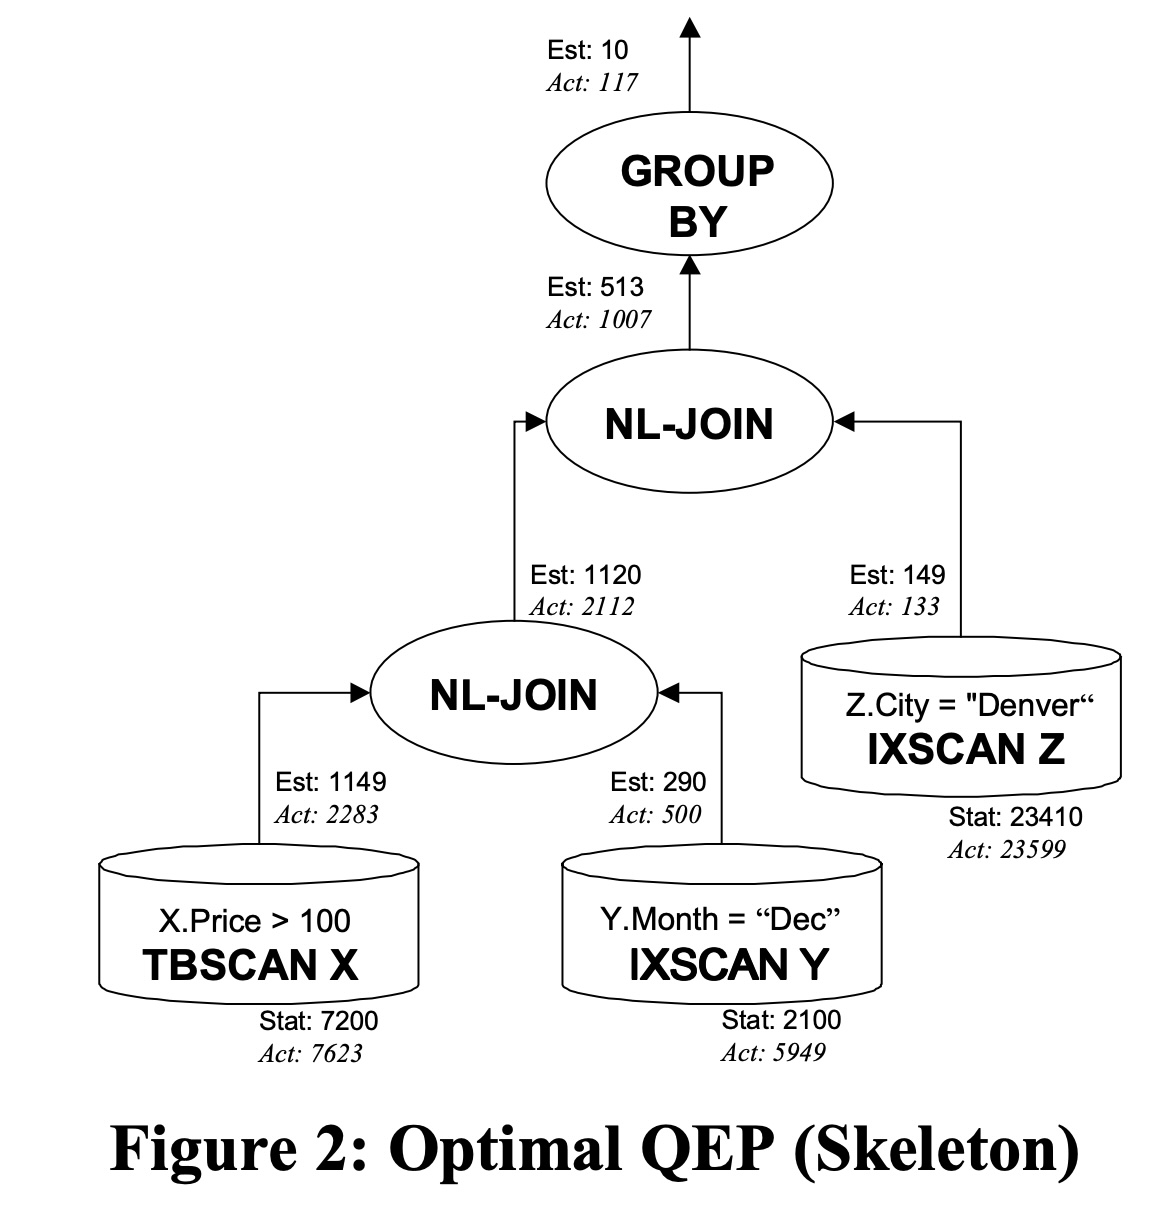 Est: 10
Act: 117
GROUP
BY
Est: 513
Act: 1007
NL-JOIN
Est: 1120
Act: 2112
Est: 149
Act: 133
NL-JOIN
Z.City = "Denver“
IXSCAN Z
Est: 1149
Act: 2283
Est: 290
Act: 500
Stat: 23410
Act: 23599
X.Price > 100
TBSCAN X
Y.Month = “Dec”
IXSCAN Y
Stat: 7200
Act: 7623
Stat: 2100
Act: 5949
Figure 2: Optimal QEP (Skeleton)